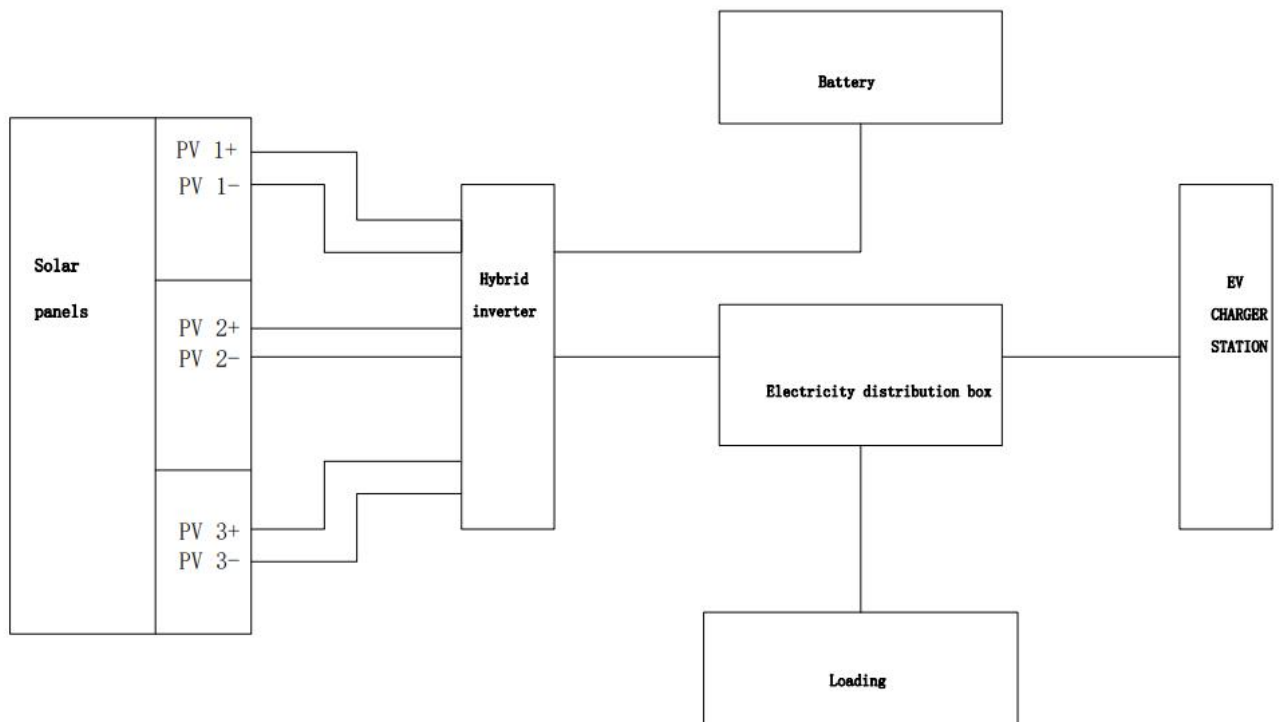 Battery
PV 1+
PV 1-
Solar
panels
Hybrid
inverter
EV
CHARGER
STATION
PV 2+
PV 2-
Electricity distribution box
PV 3+
PV 3-
Loading